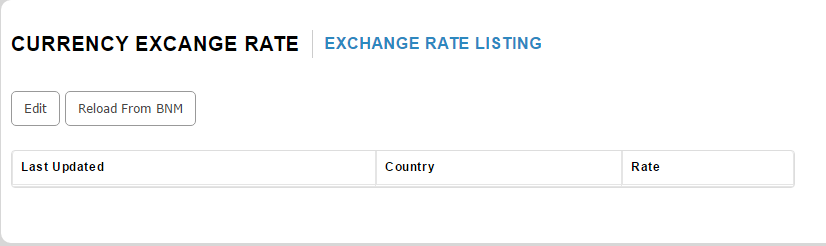 CURRENCY EXCANGE RATE EXCHANGE RATE LISTING
Edit Reload From BNM
Last Updated Country Rate